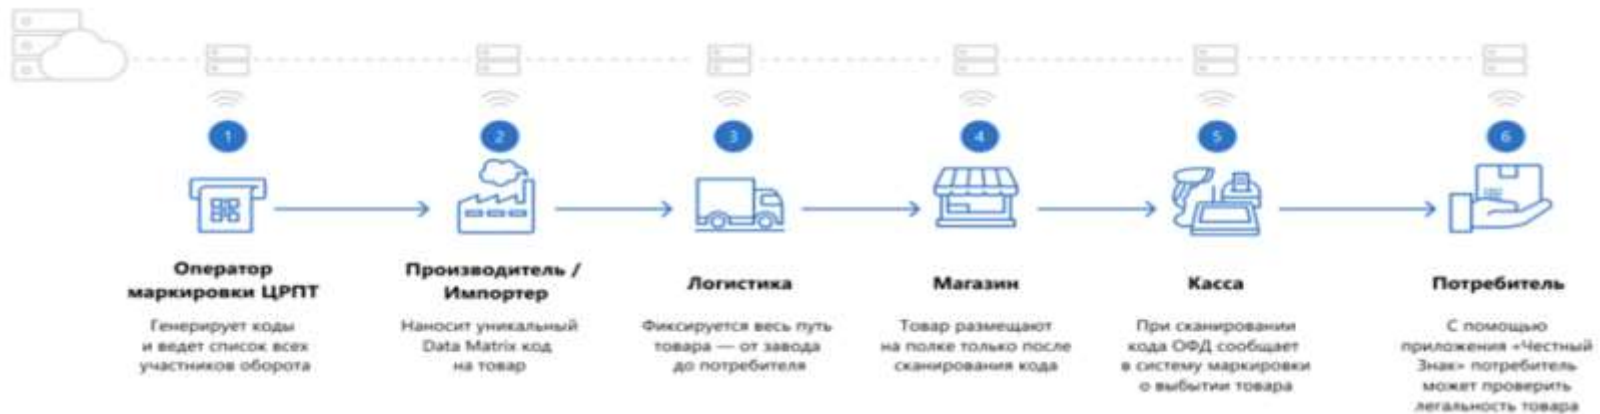 1
2
3
4
5
6
Оператор
маркировки ЦРПТ
Генерирует коды
и ведет список всех
участников оборота
Производитель /
Импортер
Наносит уникальный
Data Matrix код
на товар
Логистика
Фиксируется весь путь
товара — от завода
до потребителя
Магазин
Товар размещают
на полке только после
сканирования кода
Касса
При сканировании
кода ОФД сообщает
в систему маркировки
о выбытии товара
Потребитель
С помощью
приложения «Честный
Знак» потребитель
может проверить
легальность товара